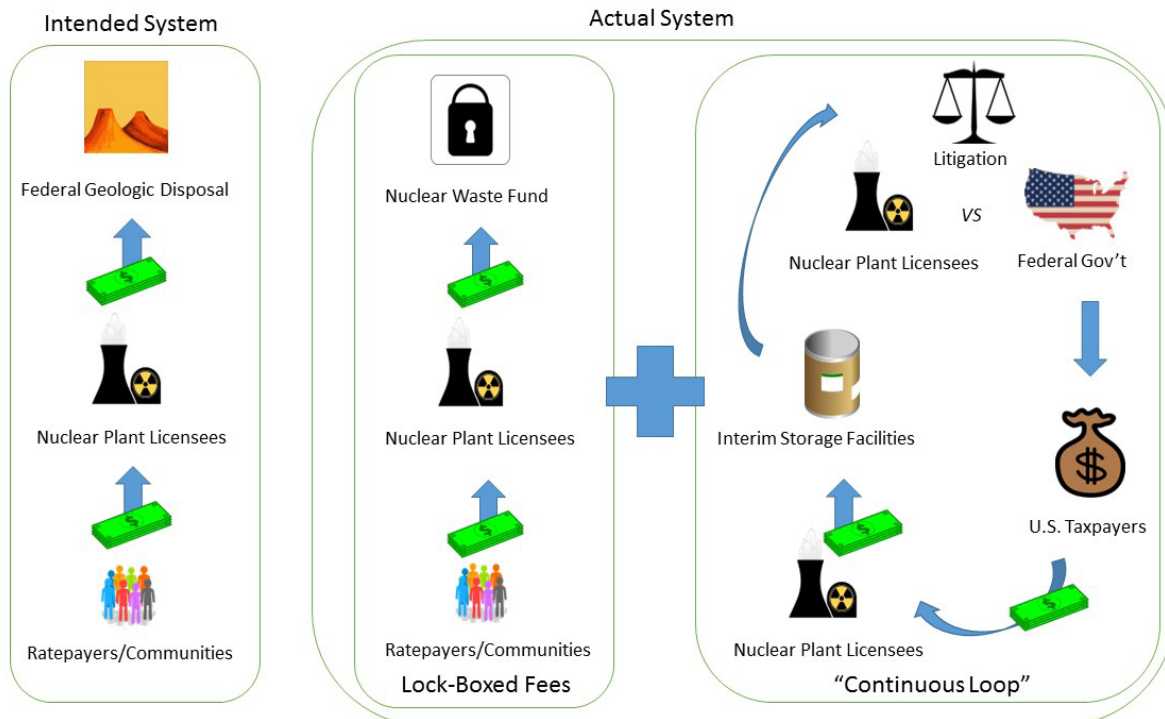 Intended System
Federal Geologic Disposal
$
Nuclear Plant Licensees
$
Ratepayers/Communities
Actual System
Nuclear Waste Fund
$
Nuclear Plant Licensees
$
Ratepayers/Communities
Lock-Boxed Fees
Litigation
Nuclear Plant Licensees
VS
Federal Gov’t
Interim Storage Facilities
$
U.S. Taxpayers
$
$
Nuclear Plant Licensees
“Continuous Loop”